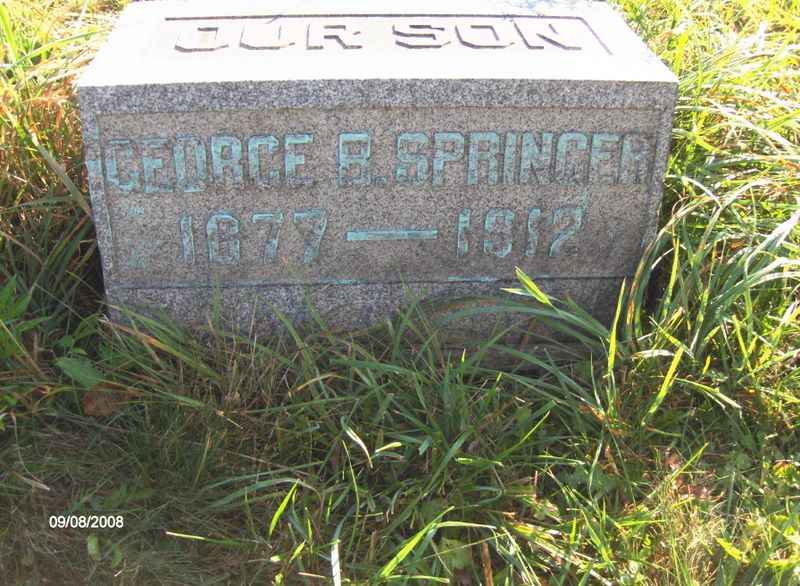 OUR SON
GEORGE B. SPRINGER
1877 — 1912
09/08/2008